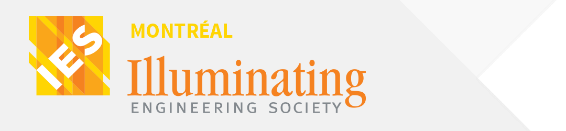 IES
MONTRÉAL
Illuminating
ENGINEERING SOCIETY